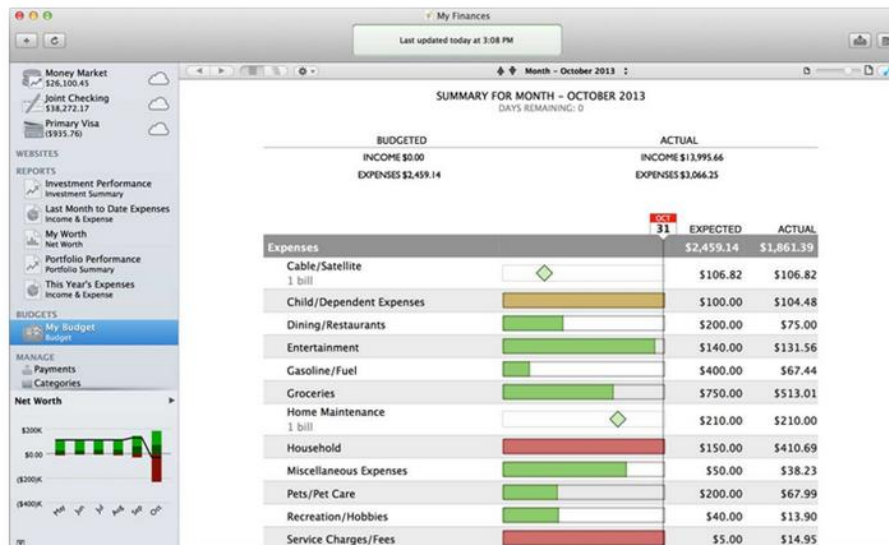 My Finances
Last updated today at 3:08 PM
Money Market
$26,100.45
Joint Checking
$38,272.17
Primary Visa
($935.76)
WEBSITES
REPORTS
Investment Performance
Investment Summary
Last Month to Date Expenses
Income & Expense
My Worth
Net Worth
Portfolio Performance
Portfolio Summary
This Year's Expenses
Income & Expense
BUDGETS
My Budget
Budget
MANAGE
Payments
Categories
Net Worth
$200K
$0.00
($200)K
($400)K
May Jun Jul Aug Sep Oct
Month - October 2013
SUMMARY FOR MONTH - OCTOBER 2013
DAYS REMAINING: 0
BUDGETED ACTUAL
INCOME $0.00 INCOME $13,995.66
EXPENSES $2,459.14 EXPENSES $3,066.25
OCT
31 EXPECTED ACTUAL
Expenses $2,459.14 $1,861.39
Cable/Satellite
1 bill $106.82 $106.82
Child/Dependent Expenses $100.00 $104.48
Dining/Restaurants $200.00 $75.00
Entertainment $140.00 $131.56
Gasoline/Fuel $400.00 $67.44
Groceries $750.00 $513.01
Home Maintenance
1 bill $210.00 $210.00
Household $150.00 $410.69
Miscellaneous Expenses $50.00 $38.23
Pets/Pet Care $200.00 $67.99
Recreation/Hobbies $40.00 $13.90
Service Charges/Fees $5.00 $14.95